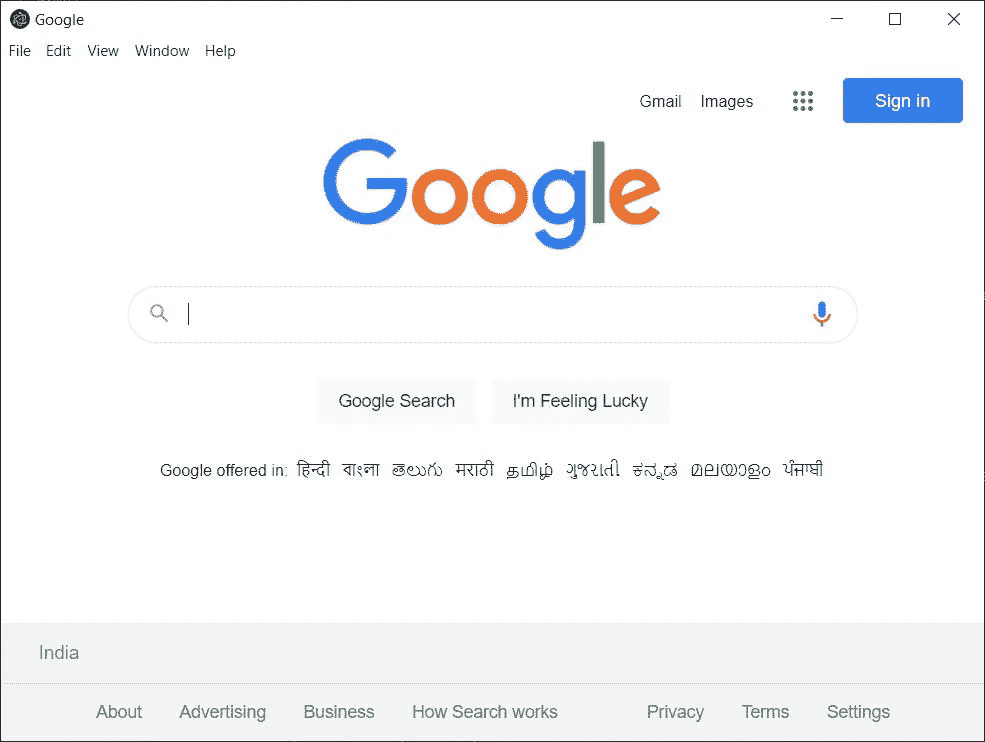 Google
File Edit View Window Help
Gmail Images Sign in
Google
Google Search I'm Feeling Lucky
Google offered in: हिन्दी বাংলা తెలుగు मराठी தமிழ் ગુજરાતી ಕನ್ನಡ മലയാളം ਪੰਜਾਬੀ
India
About Advertising Business How Search works Privacy Terms Settings